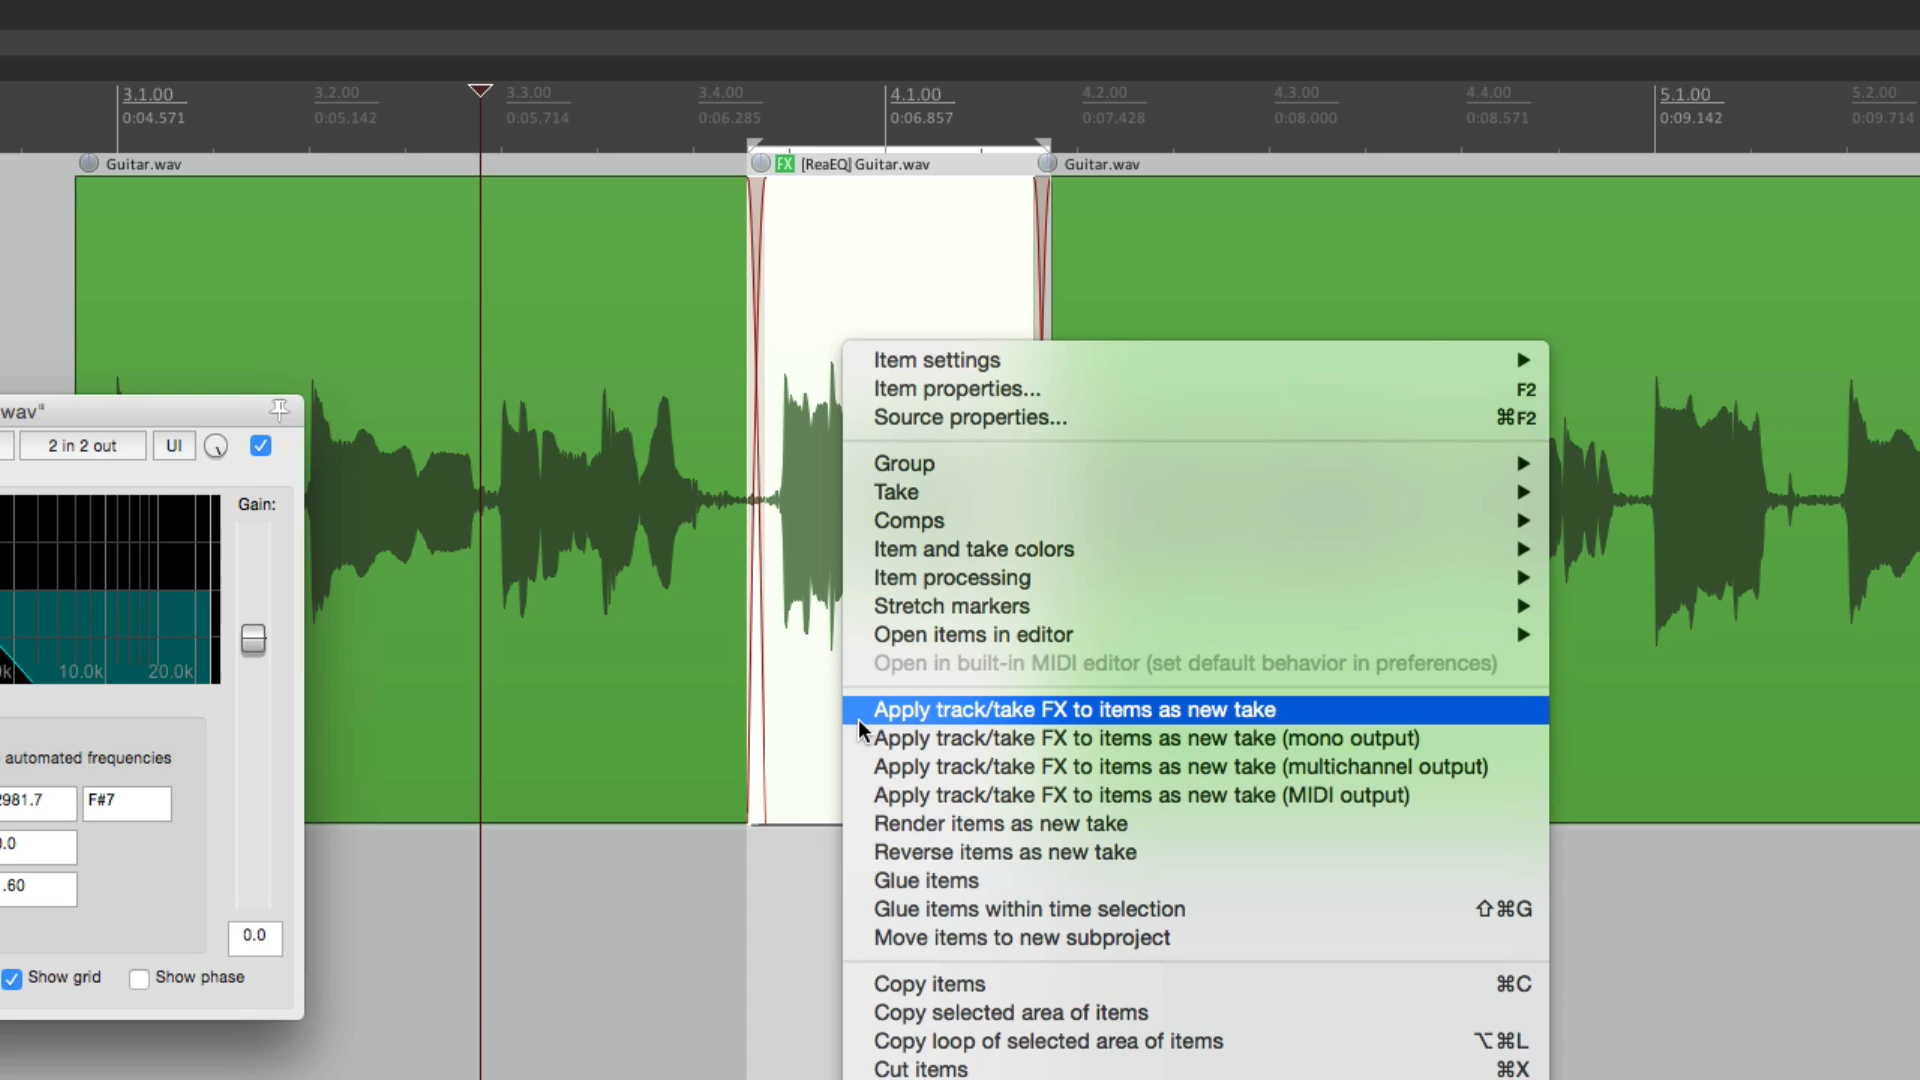 3.1.00 3.2.00 3.3.00 3.4.00 4.1.00 4.2.00 4.3.00 4.4.00 5.1.00 5.2.00
0:04.571 0:05.142 0:05.714 0:06.285 0:06.857 0:07.428 0:08.000 0:08.571 0:09.142 0:09.714
Guitar.wav FX [ReaEQ] Guitar.wav Guitar.wav
Item settings
Item properties... F2
Source properties... ⌘F2
Group
Take
Comps
Item and take colors
Item processing
Stretch markers
Open items in editor
Open in built-in MIDI editor (set default behavior in preferences)
Apply track/take FX to items as new take
Apply track/take FX to items as new take (mono output)
Apply track/take FX to items as new take (multichannel output)
Apply track/take FX to items as new take (MIDI output)
Render items as new take
Reverse items as new take
Glue items
Glue items within time selection ⇧⌘G
Move items to new subproject
Copy items ⌘C
Copy selected area of items
Copy loop of selected area of items ⌥⌘L
Cut items ⌘X
wav"
2 in 2 out UI
Gain:
k 10.0k 20.0k
automated frequencies
2981.7 F#7
.0
.60
0.0
Show grid Show phase